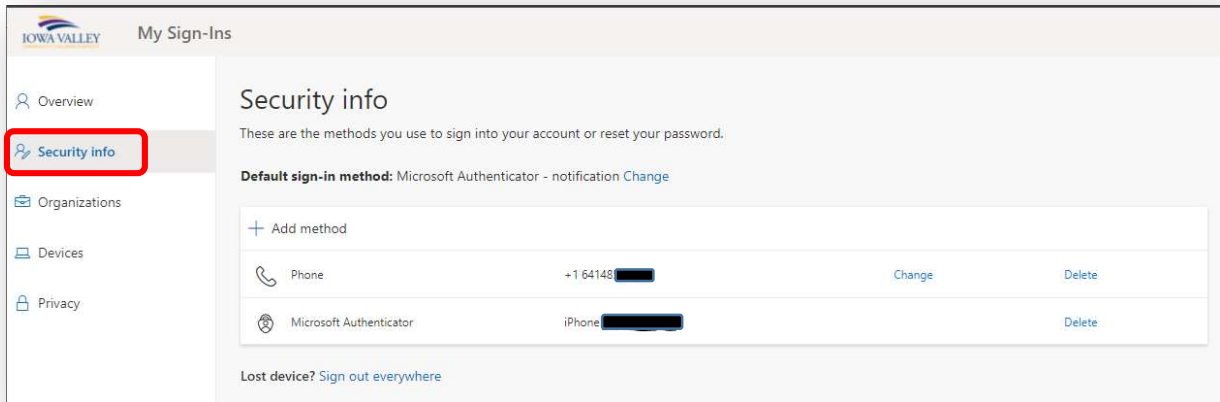 IOWA VALLEY
My Sign-Ins
Overview
Security info
Organizations
Devices
Privacy
Security info
These are the methods you use to sign into your account or reset your password.
Default sign-in method: Microsoft Authenticator - notification Change
+ Add method
Phone +1 64148 Change Delete
Microsoft Authenticator iPhone Delete
Lost device? Sign out everywhere